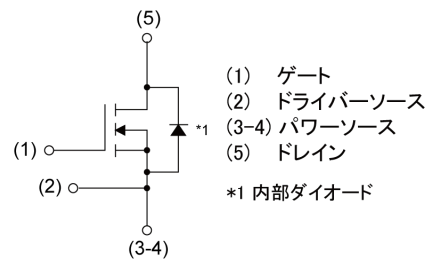 (5)
(1) ゲート
(2) ドライバーソース
(3-4) パワーソース
(5) ドレイン
*1
*1 内部ダイオード
(1)
(2)
(3-4)